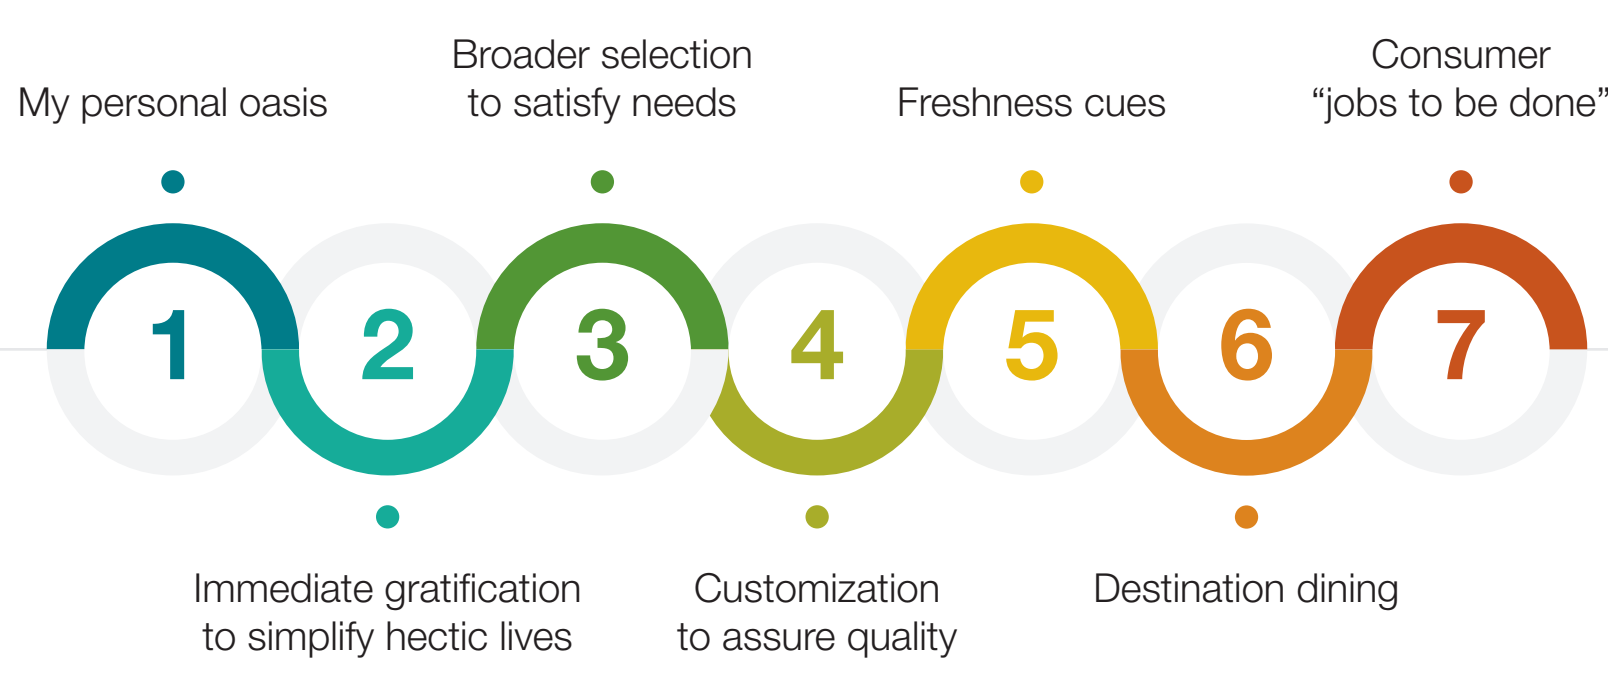 My personal oasis
1
Immediate gratification
to simplify hectic lives
2
Broader selection
to satisfy needs
3
Customization
to assure quality
4
Freshness cues
5
Destination dining
6
Consumer
“jobs to be done”
7